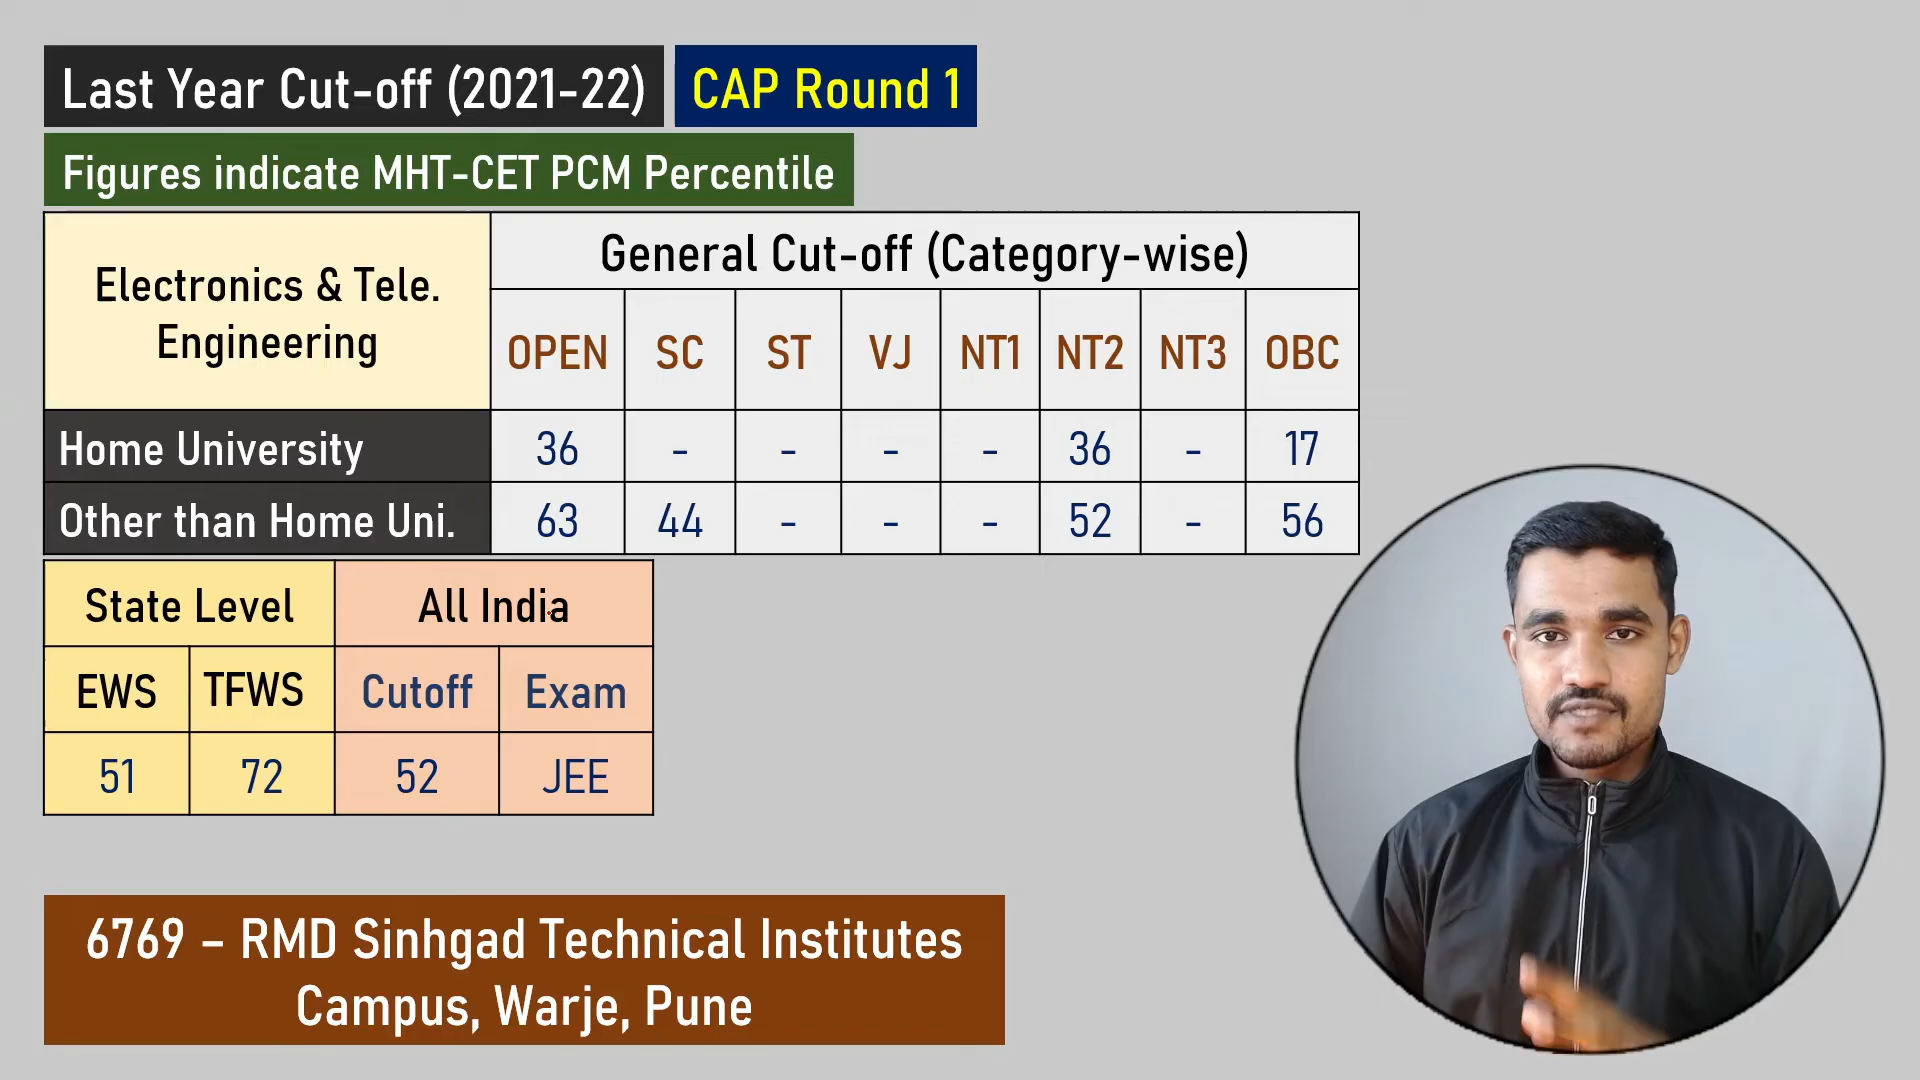 Last Year Cut-off (2021-22) CAP Round 1
Figures indicate MHT-CET PCM Percentile
Electronics & Tele.
Engineering
General Cut-off (Category-wise)
OPEN SC ST VJ NT1 NT2 NT3 OBC
Home University 36 - - - - 36 - 17
Other than Home Uni. 63 44 - - - 52 - 56
State Level All India
EWS TFWS Cutoff Exam
51 72 52 JEE
6769 – RMD Sinhgad Technical Institutes
Campus, Warje, Pune